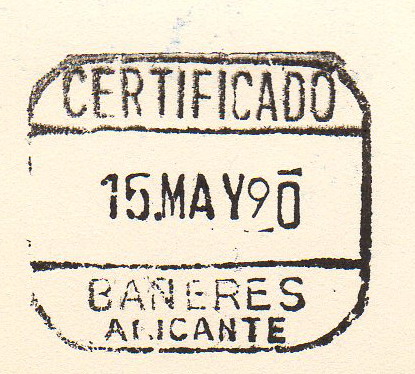 CERTIFICADO
15.MAY90
BAÑERES
ALICANTE